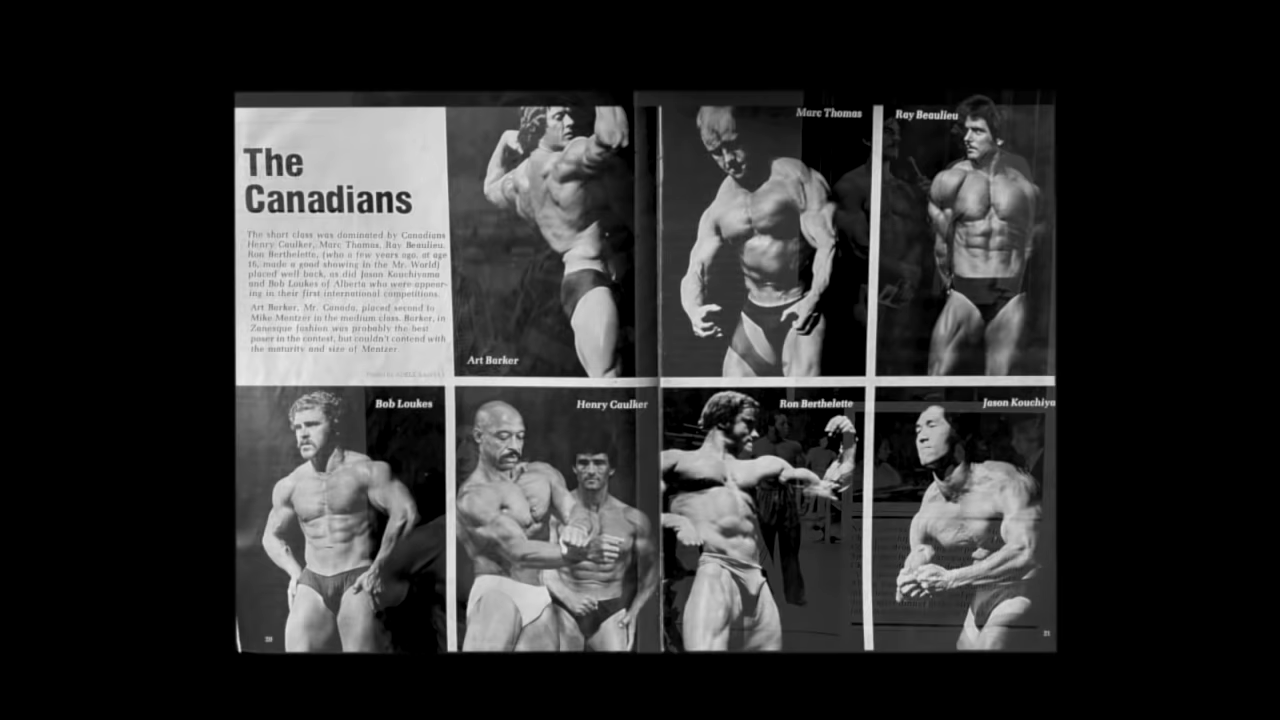 The
Canadians
The short class was dominated by Canadians
Henry Caulker, Marc Thomas, Ray Beaulieu.
Ron Berthelette, (who a few years ago, at age
16, made a good showing in the Mr. World)
placed well back, as did Jason Kouchiyama
and Bob Loukes of Alberta who were appear-
ing in their first international competitions.
Art Barker, Mr. Canada, placed second to
Mike Mentzer in the medium class. Barker, in
Zanesque fashion was probably the best
poser in the contest, but couldn't contend with
the maturity and size of Mentzer.
Art Barker
Marc Thomas
Ray Beaulieu
Bob Loukes
Henry Caulker
Ron Berthelette
Jason Kouchiya
20
21